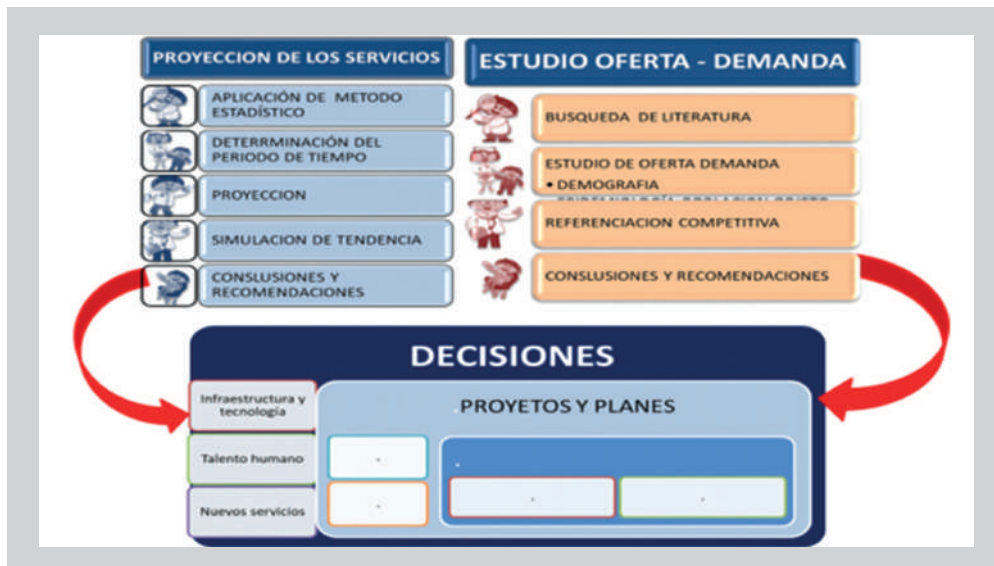 PROYECCION DE LOS SERVICIOS
APLICACIÓN DE METODO
ESTADÍSTICO
DETERRMINACIÓN DEL
PERIODO DE TIEMPO
PROYECCION
SIMULACION DE TENDENCIA
CONSLUSIONES Y
RECOMENDACIONES
ESTUDIO OFERTA - DEMANDA
BUSQUEDA DE LITERATURA
ESTUDIO DE OFERTA DEMANDA
• DEMOGRAFIA
REFERENCIACION COMPETITIVA
CONSLUSIONES Y RECOMENDACIONES
DECISIONES
Infraestructura y
tecnología
Talento humano
Nuevos servicios
.PROYETOS Y PLANES
.
.
.
.
.